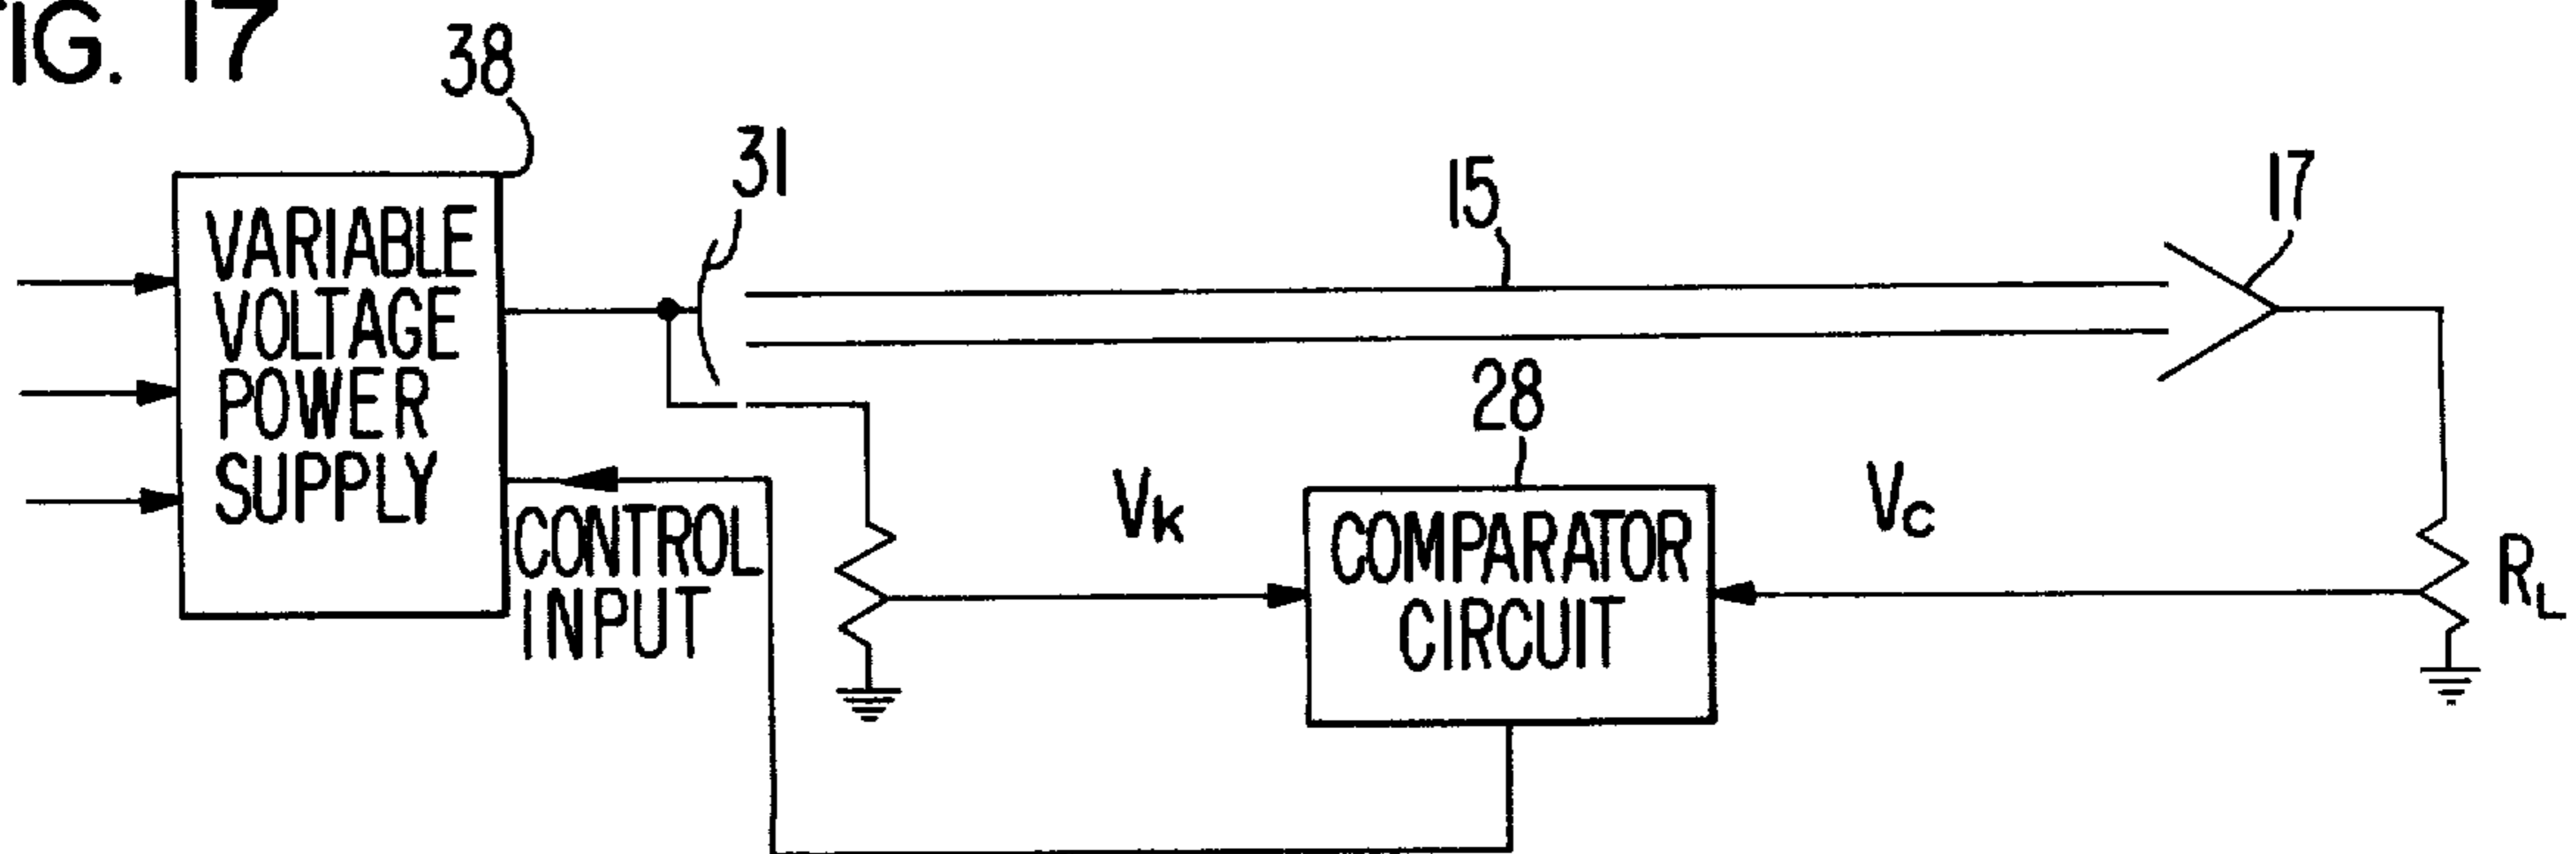 FIG. 17
38
31
15
17
VARIABLE
VOLTAGE
POWER
SUPPLY
CONTROL
INPUT
28
VK
COMPARATOR
CIRCUIT
VC
RL